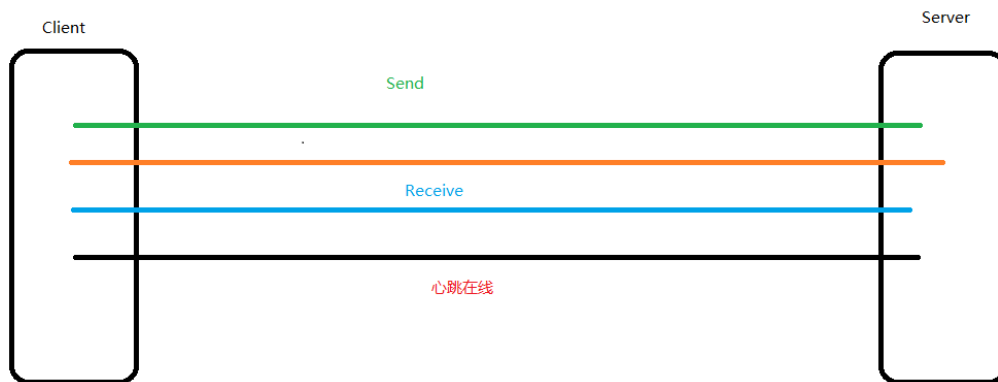 Client
Server
Send
Receive
心跳在线